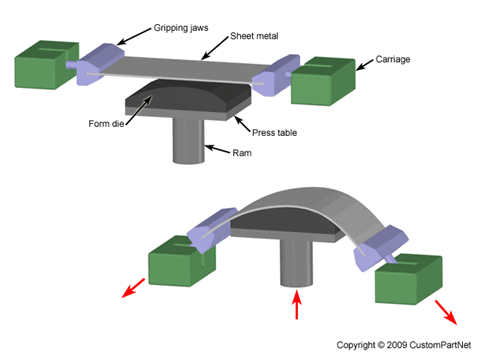 Gripping jaws
Sheet metal
Carriage
Form die
Press table
Ram
Copyright © 2009 CustomPartNet